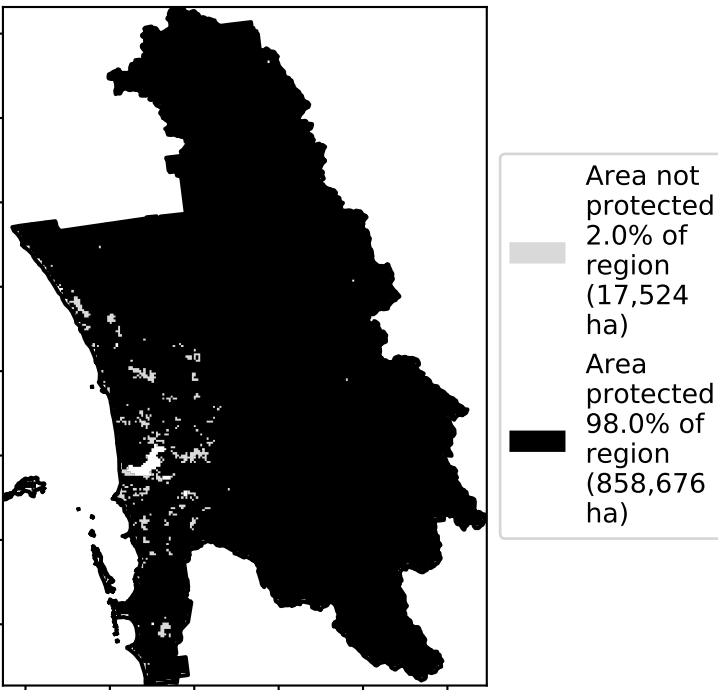 Area not
protected
2.0% of
region
(17,524
ha)
Area
protected
98.0% of
region
(858,676
ha)